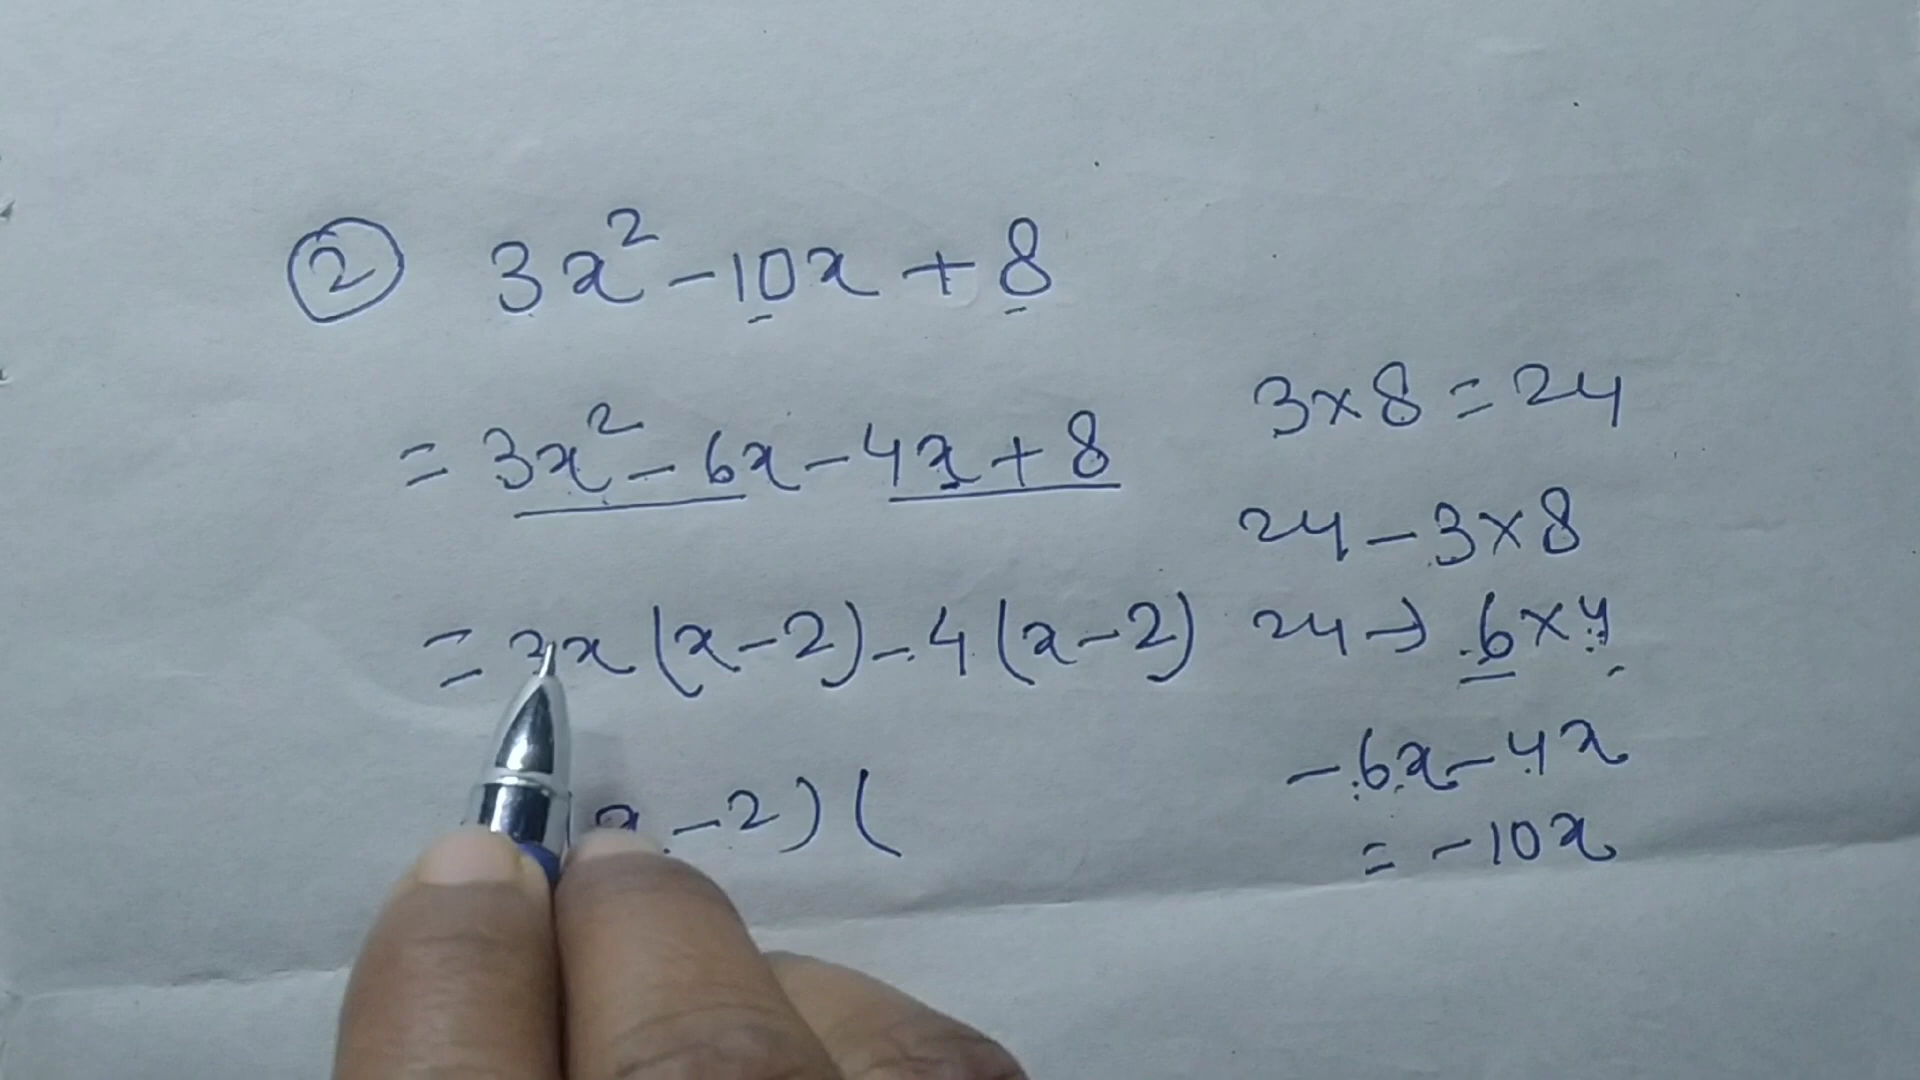 ② 3x² - 10x + 8
= 3x² - 6x - 4x + 8
3 × 8 = 24
24 - 3 × 8
= 3x (x - 2) - 4 (x - 2)
24 → 6 × 4
- 6x - 4x
= - 10x
x - 2) (